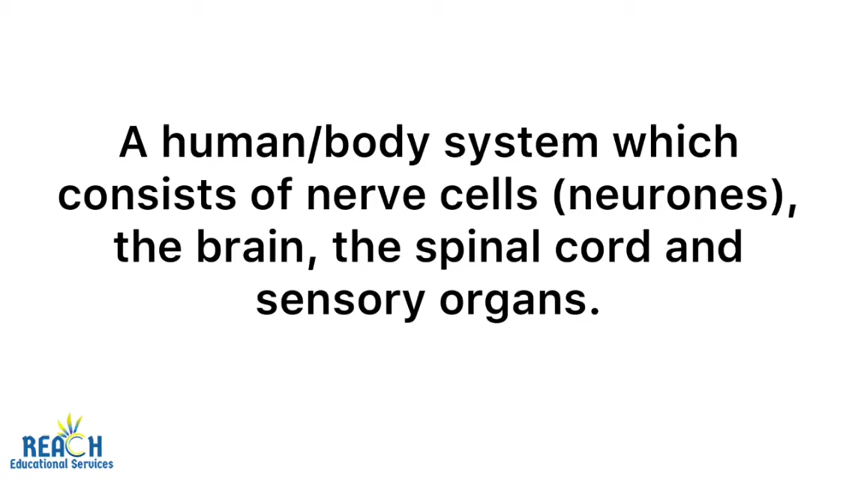 A human/body system which
consists of nerve cells (neurones),
the brain, the spinal cord and
sensory organs.
REACH
Educational Services